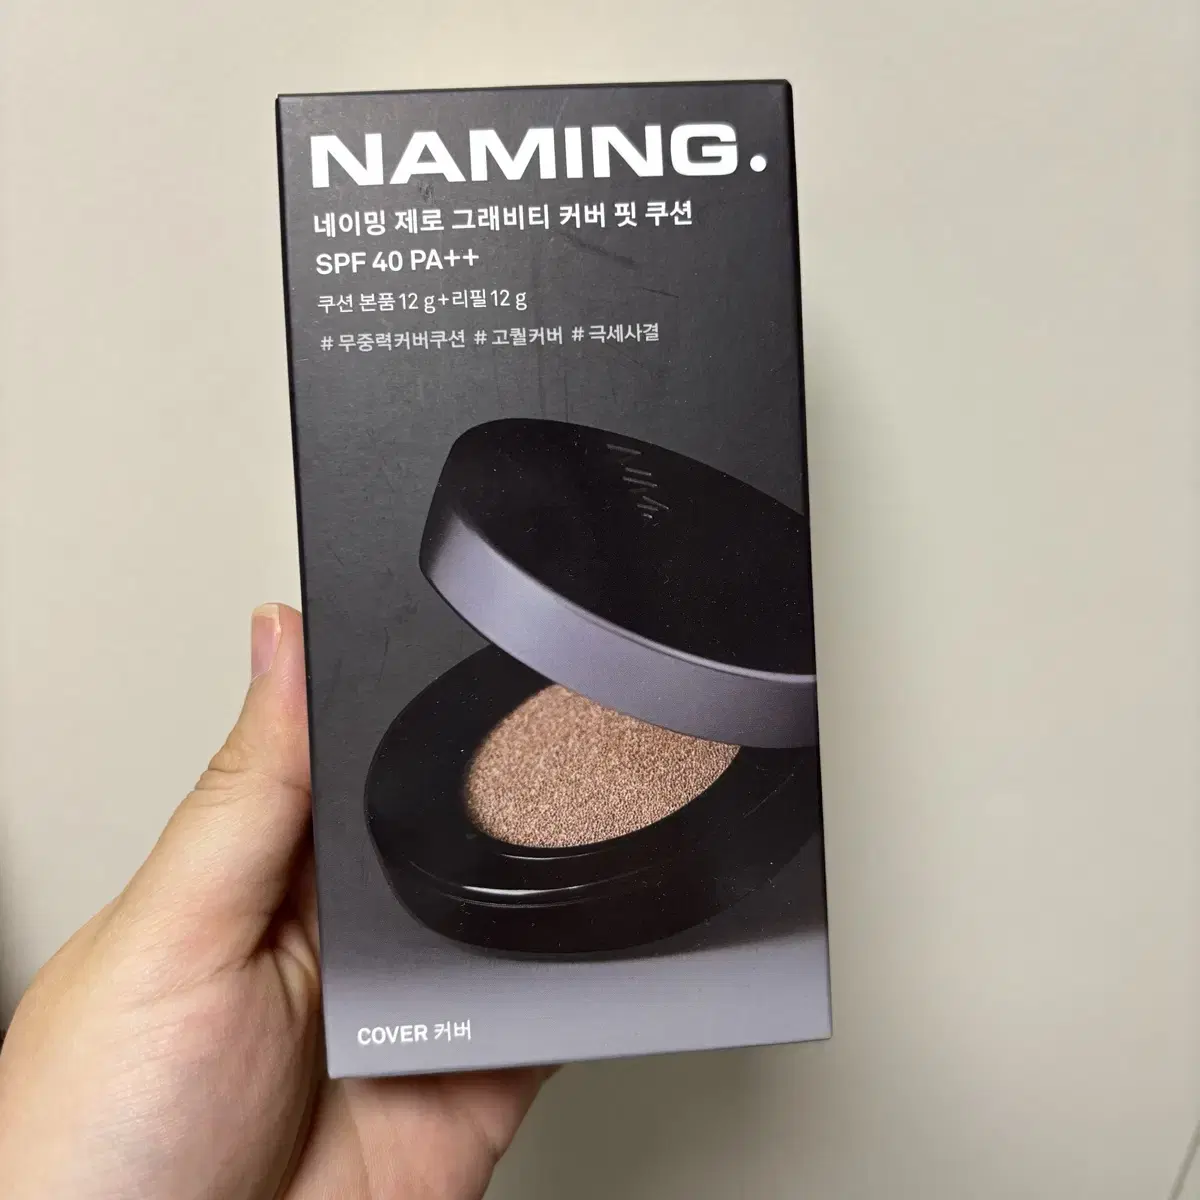 NAMING.
네이밍 제로 그래비티 커버 핏 쿠션
SPF 40 PA++
쿠션 본품 12 g+리필 12 g
# 무중력커버쿠션 # 고퀄커버 # 극세사결
COVER 커버